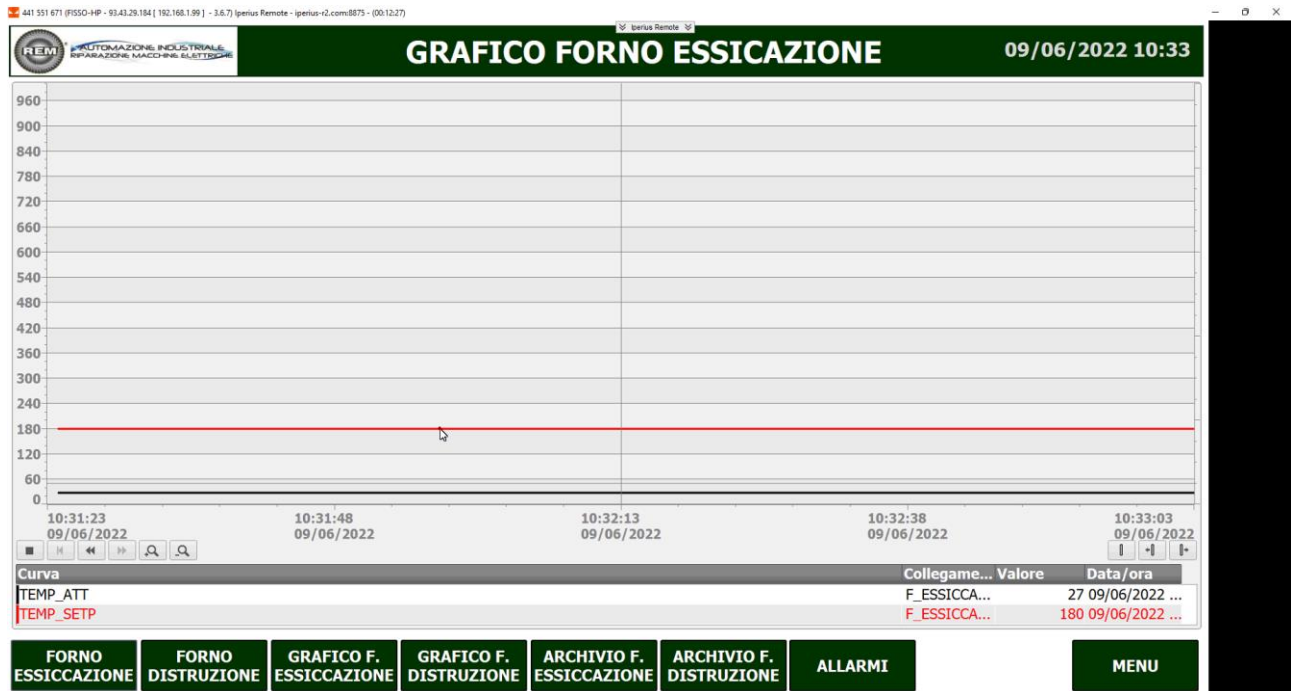 441 551 671 (FISSO-HP - 93.43.29.184 [ 192.168.1.99 ] - 3.6.7) Iperius Remote - iperius-r2.com:8875 - (00:12:27)
Iperius Remote
REM
AUTOMAZIONE INDUSTRIALE
RIPARAZIONE MACCHINE ELETTRICHE
GRAFICO FORNO ESSICAZIONE
09/06/2022 10:33
960
900
840
780
720
660
600
540
480
420
360
300
240
180
120
60
0
10:31:23 10:31:48 10:32:13 10:32:38 10:33:03
09/06/2022 09/06/2022 09/06/2022 09/06/2022 09/06/2022
Curva Collegame... Valore Data/ora
TEMP_ATT F_ESSICCA... 27 09/06/2022 ...
TEMP_SETP F_ESSICCA... 180 09/06/2022 ...
FORNO ESSICCAZIONE
FORNO DISTRUZIONE
GRAFICO F. ESSICCAZIONE
GRAFICO F. DISTRUZIONE
ARCHIVIO F. ESSICCAZIONE
ARCHIVIO F. DISTRUZIONE
ALLARMI
MENU